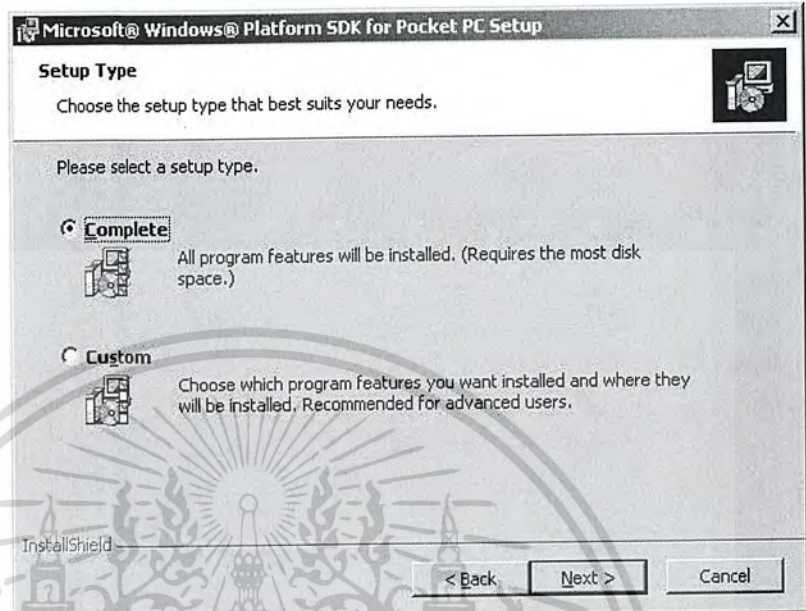 Microsoft® Windows® Platform SDK for Pocket PC Setup
Setup Type
Choose the setup type that best suits your needs.
Please select a setup type.
Complete
All program features will be installed. (Requires the most disk
space.)
Custom
Choose which program features you want installed and where they
will be installed. Recommended for advanced users.
InstallShield
< Back
Next >
Cancel